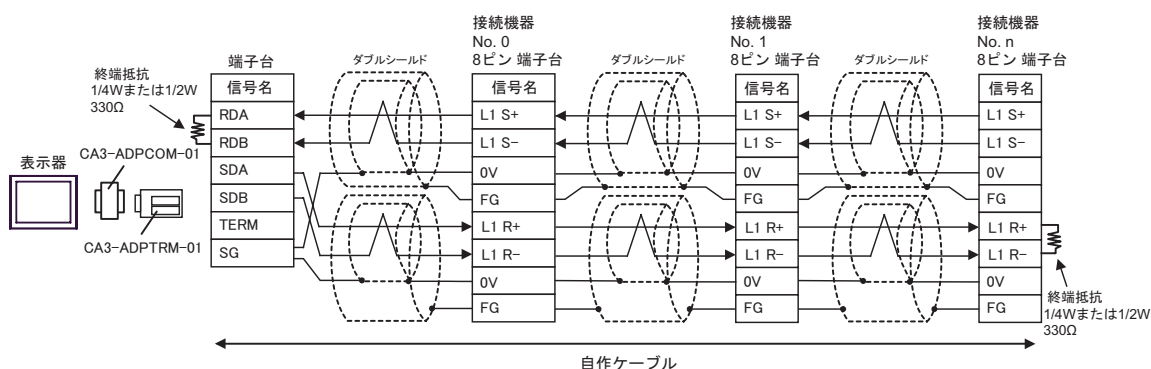 表示器
CA3-ADPCOM-01
CA3-ADPTRM-01
終端抵抗
1/4Wまたは1/2W
330Ω
端子台
信号名
RDA
RDB
SDA
SDB
TERM
SG
ダブルシールド
接続機器
No. 0
8ピン 端子台
信号名
L1 S+
L1 S-
0V
FG
L1 R+
L1 R-
0V
FG
ダブルシールド
接続機器
No. 1
8ピン 端子台
信号名
L1 S+
L1 S-
0V
FG
L1 R+
L1 R-
0V
FG
ダブルシールド
接続機器
No. n
8ピン 端子台
信号名
L1 S+
L1 S-
0V
FG
L1 R+
L1 R-
0V
FG
終端抵抗
1/4Wまたは1/2W
330Ω
自作ケーブル